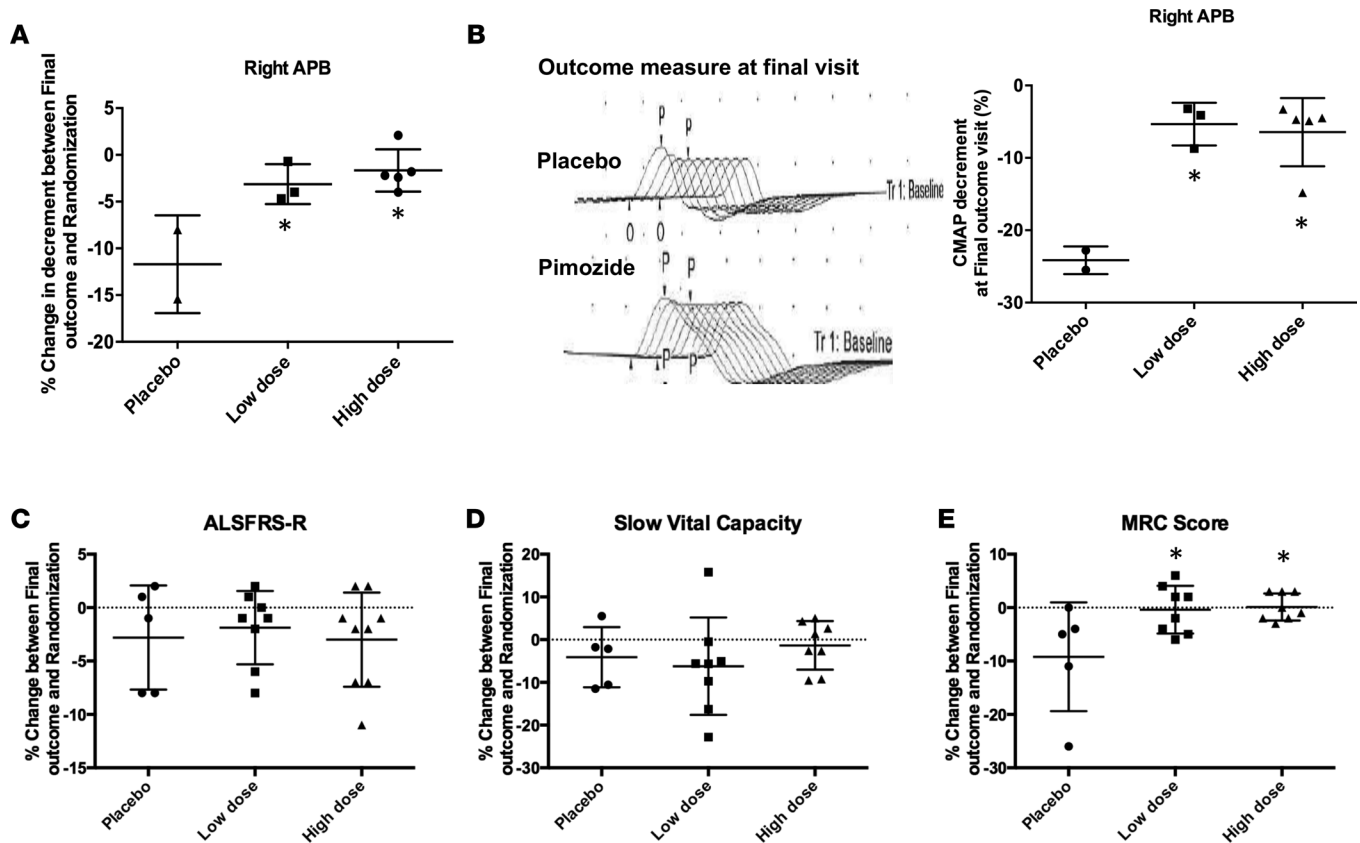 A
Right APB
% Change in decrement between Final
outcome and Randomization
5
0
-5
-10
-15
-20
*
*
Placebo
Low dose
High dose
B
Outcome measure at final visit
Placebo
P
P
Tr 1: Baseline
0
0
Pimozide
P
P
Tr 1: Baseline
P
P
Right APB
CMAP decrement
at Final outcome visit (%)
0
-10
-20
-30
*
*
Placebo
Low dose
High dose
C
ALSFRS-R
% Change between Final
outcome and Randomization
5
0
-5
-10
-15
Placebo
Low dose
High dose
D
Slow Vital Capacity
% Change between Final
outcome and Randomization
20
10
0
-10
-20
-30
Placebo
Low dose
High dose
E
MRC Score
% Change between Final
outcome and Randomization
10
0
-10
-20
-30
*
*
Placebo
Low dose
High dose